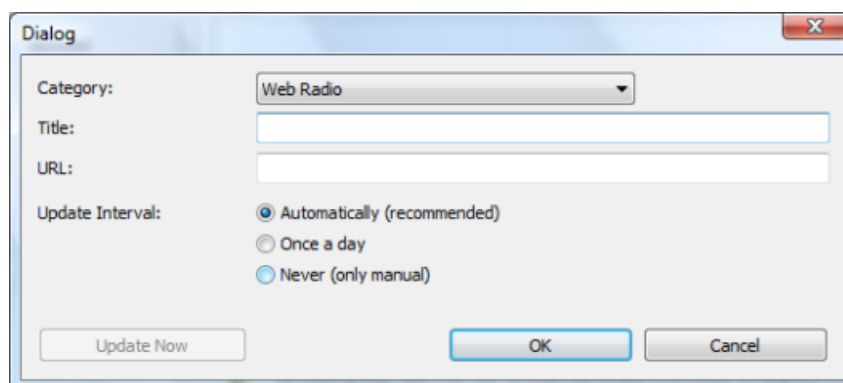 Dialog
Category: Web Radio
Title:
URL:
Update Interval: Automatically (recommended)
Once a day
Never (only manual)
Update Now OK Cancel